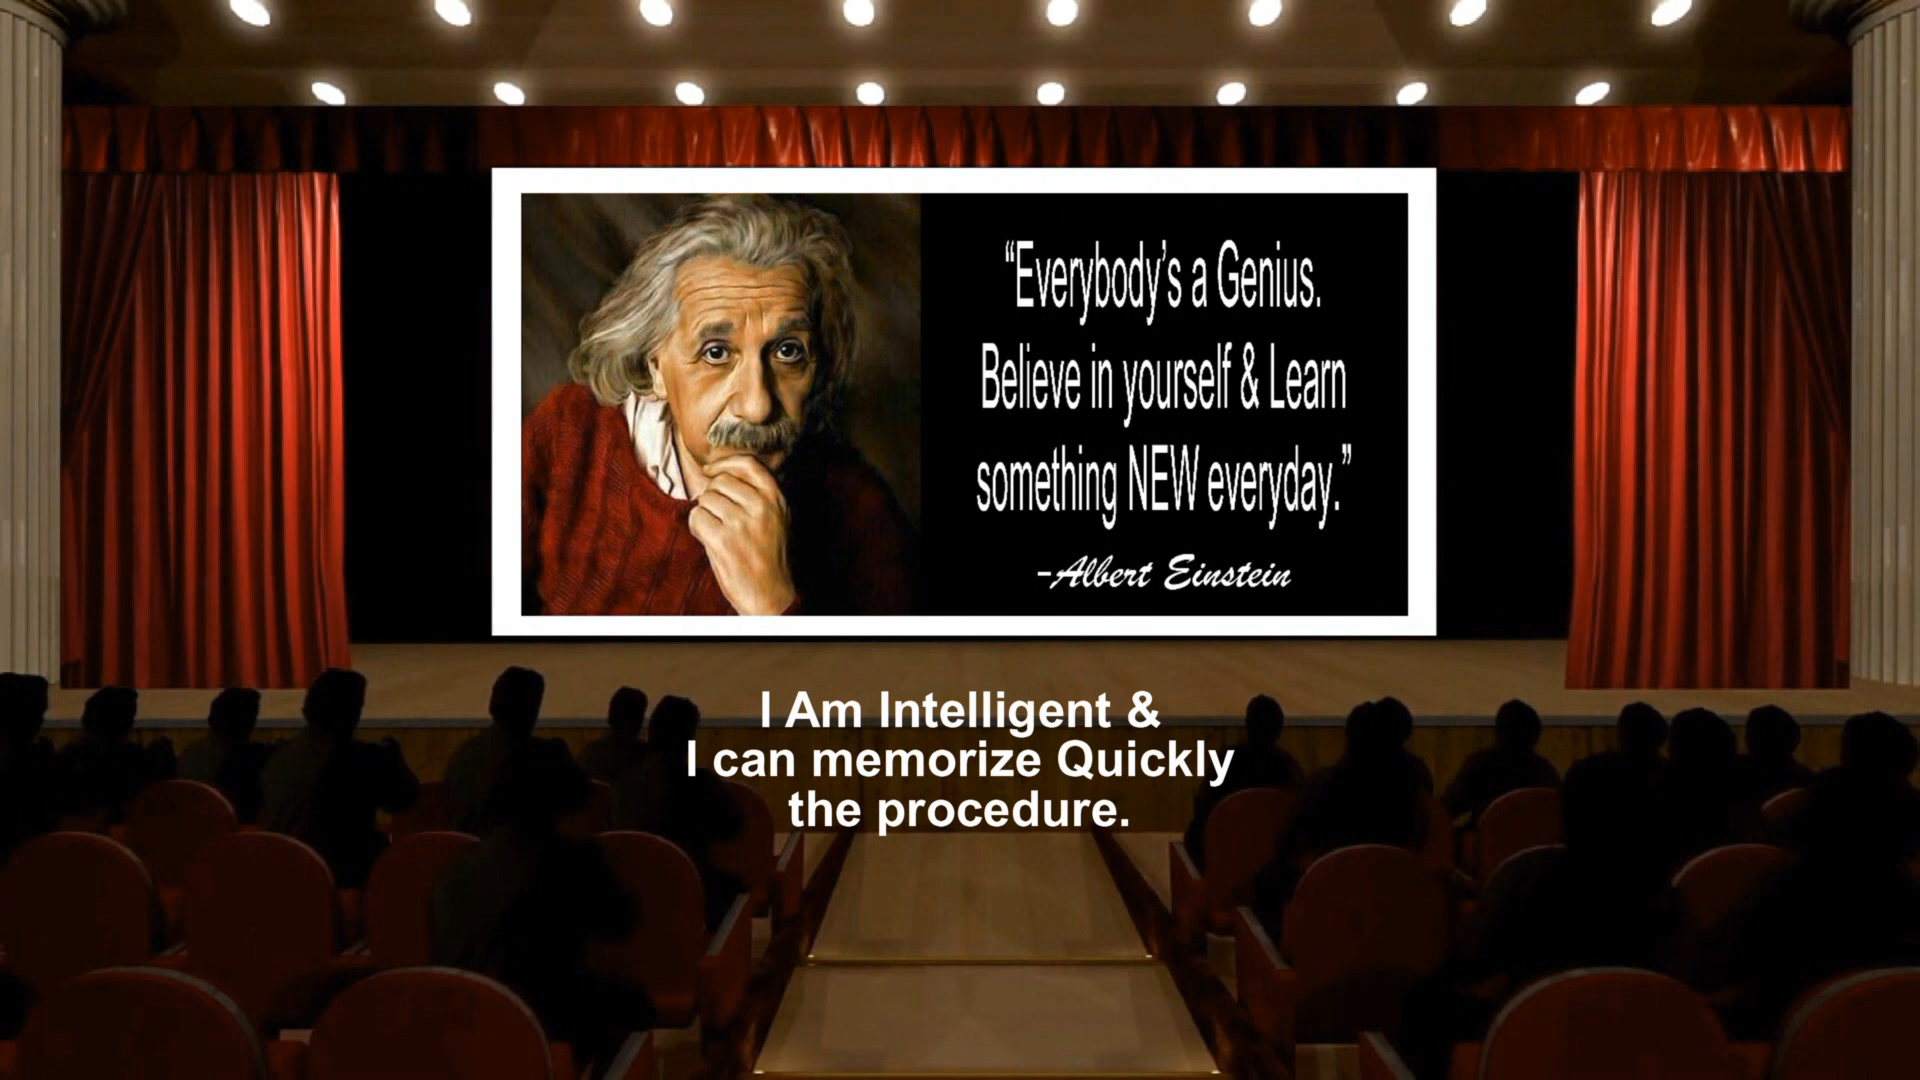 “Everybody’s a Genius.
Believe in yourself & Learn
something NEW everyday.”
-Albert Einstein
I Am Intelligent &
I can memorize Quickly
the procedure.